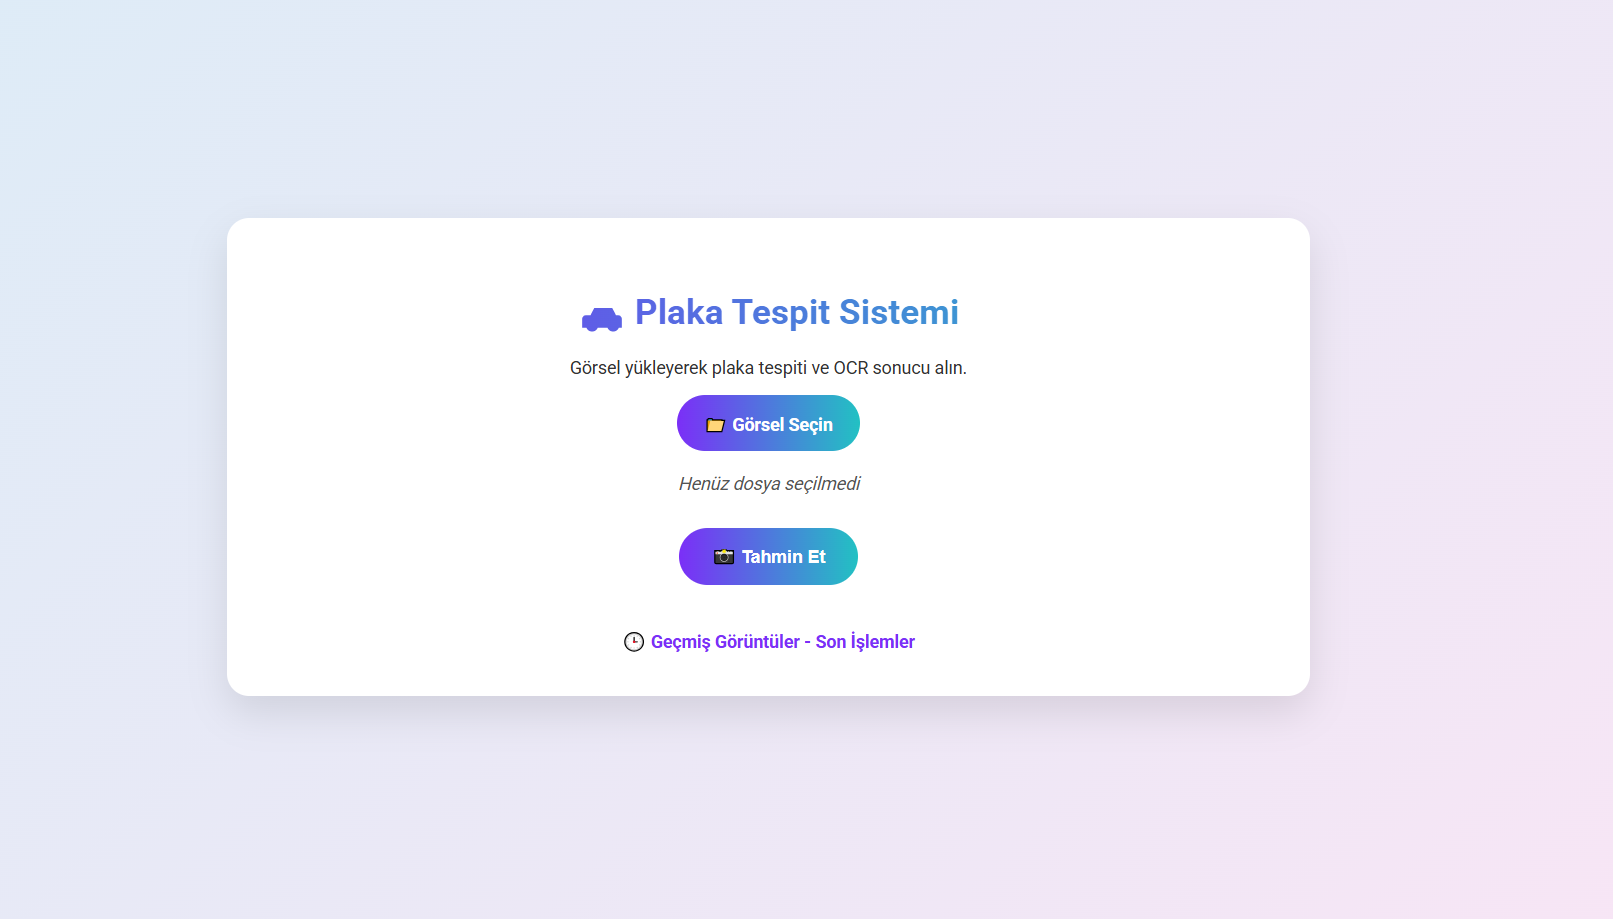 Plaka Tespit Sistemi
Görsel yükleyerek plaka tespiti ve OCR sonucu alın.
Görsel Seçin
Henüz dosya seçilmedi
Tahmin Et
Geçmiş Görüntüler - Son İşlemler